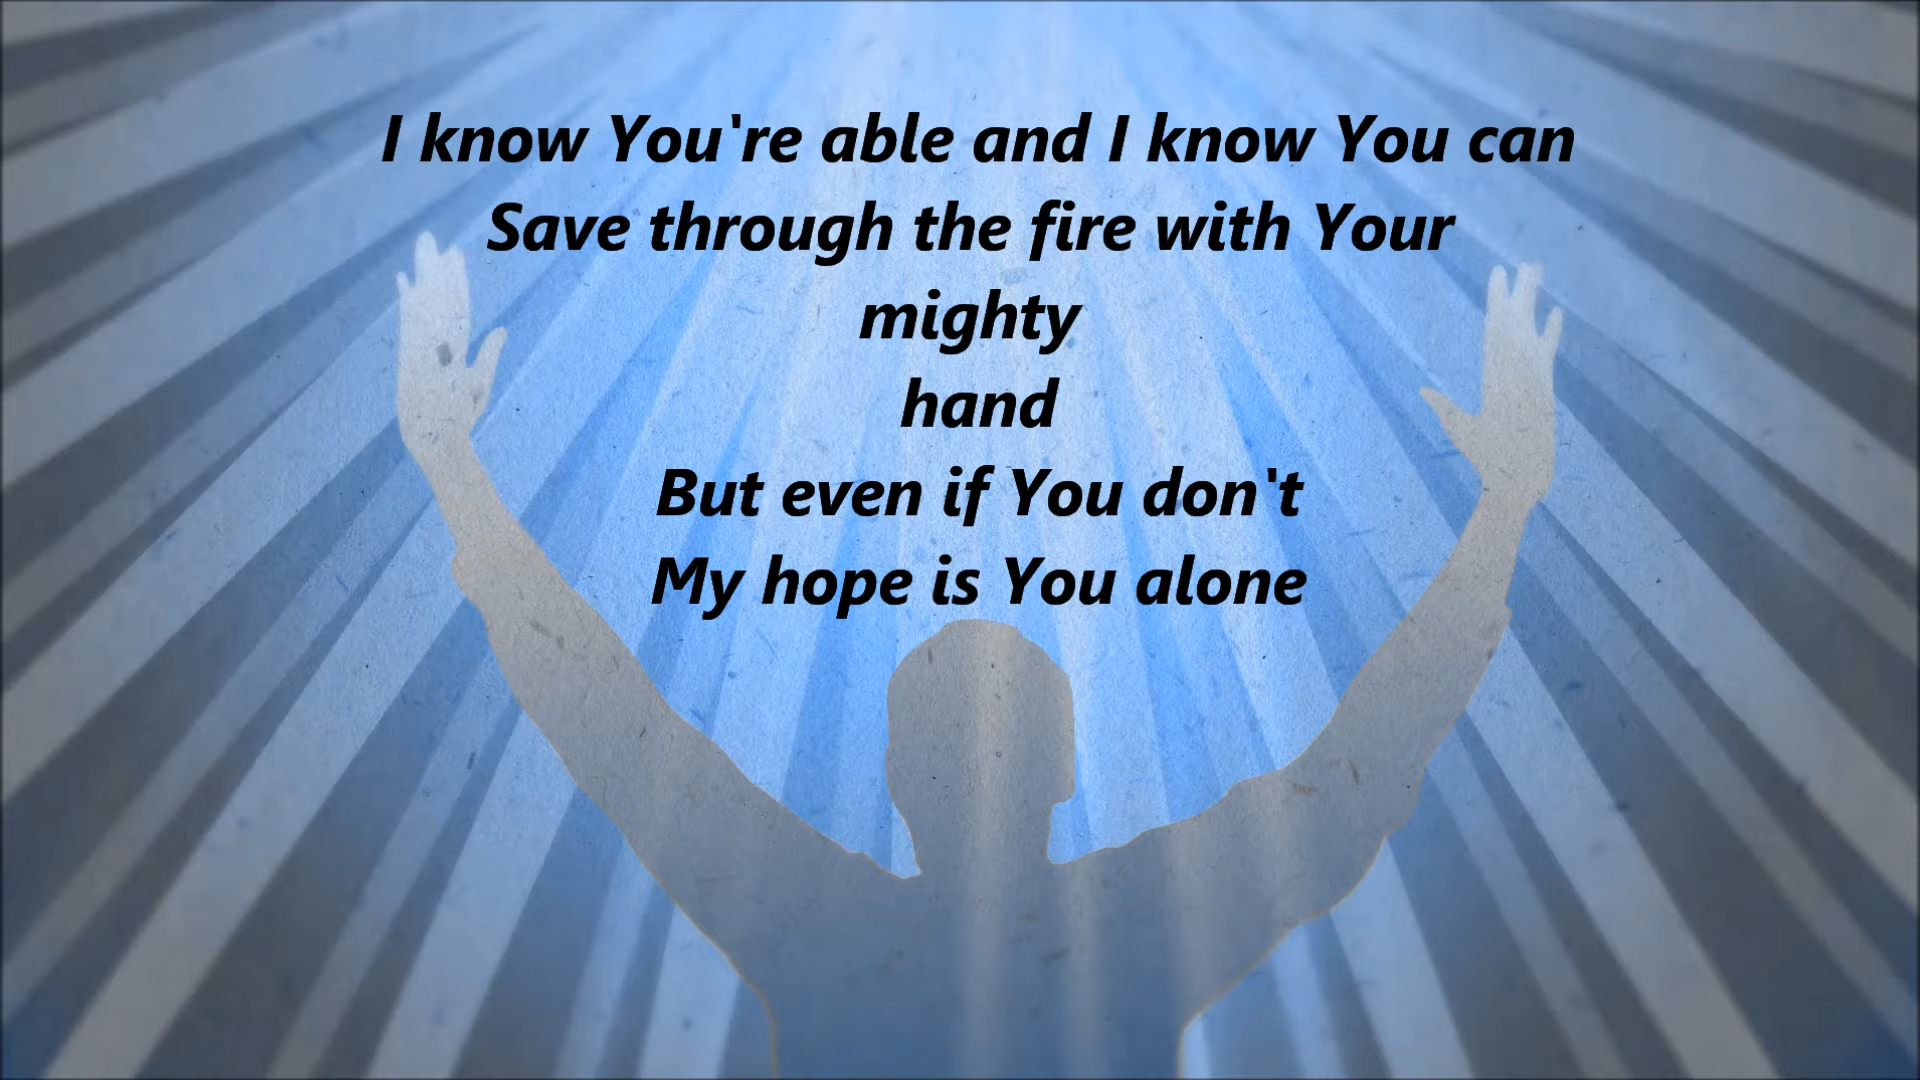 I know You're able and I know You can
Save through the fire with Your
mighty
hand
But even if You don't
My hope is You alone